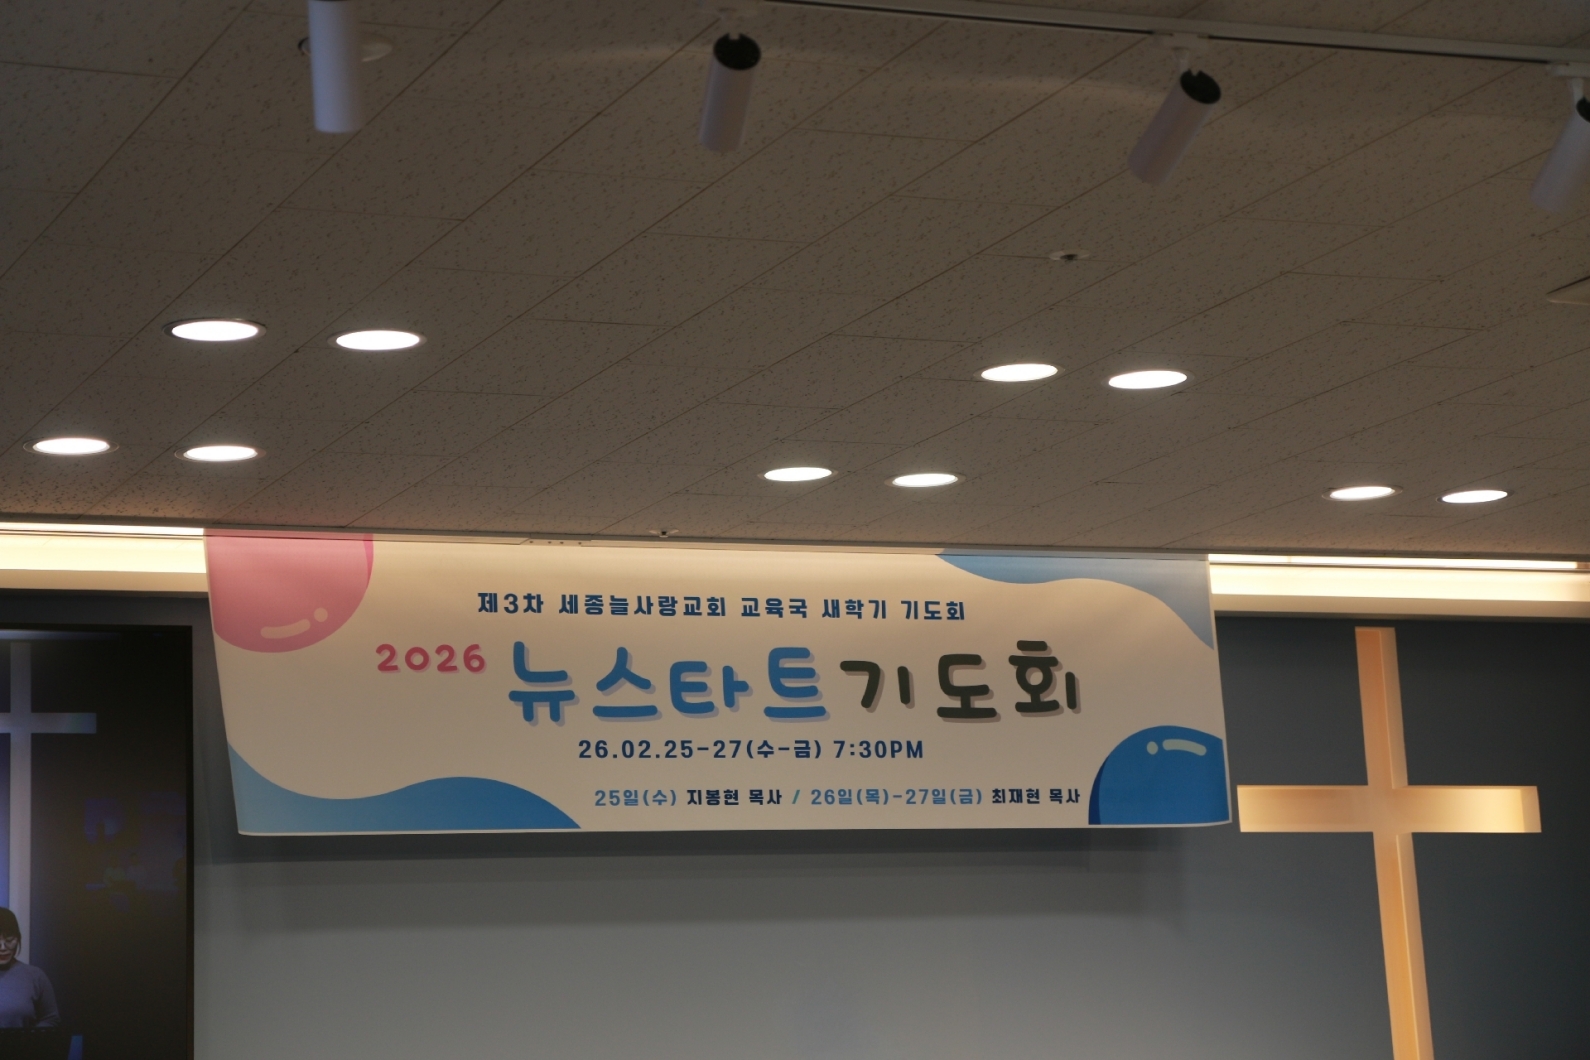 제3차 세종늘사랑교회 교육국 새학기 기도회
2026 뉴스타트기도회
26.02.25-27(수-금) 7:30PM
25일(수) 지봉현 목사 / 26일(목)-27일(금) 최재현 목사